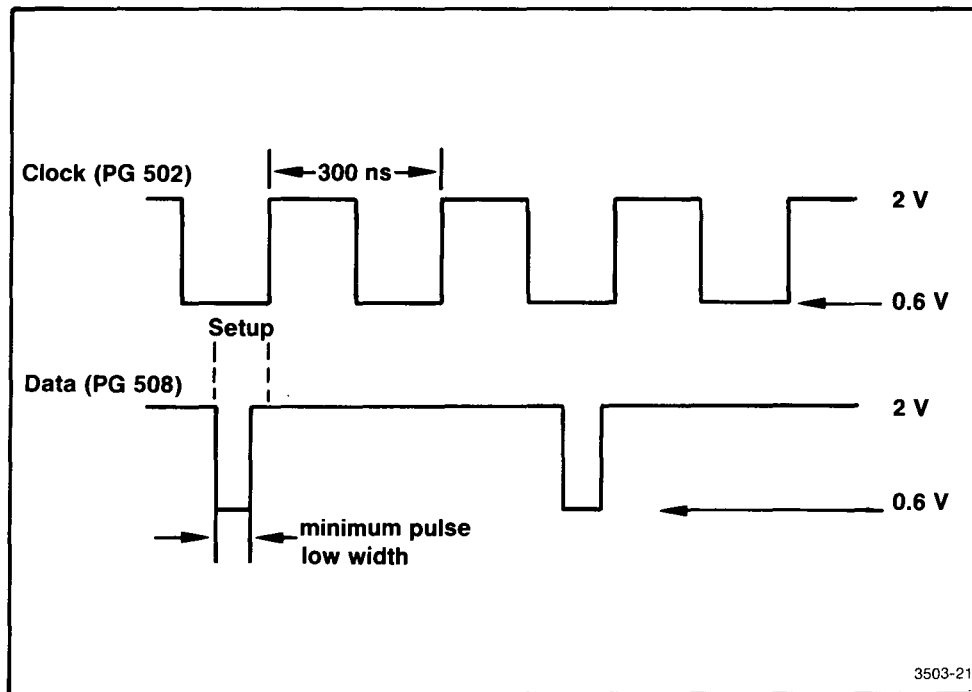 Clock (PG 502)
300 ns
2 V
0.6 V
Setup
Data (PG 508)
2 V
0.6 V
minimum pulse
low width
3503-21